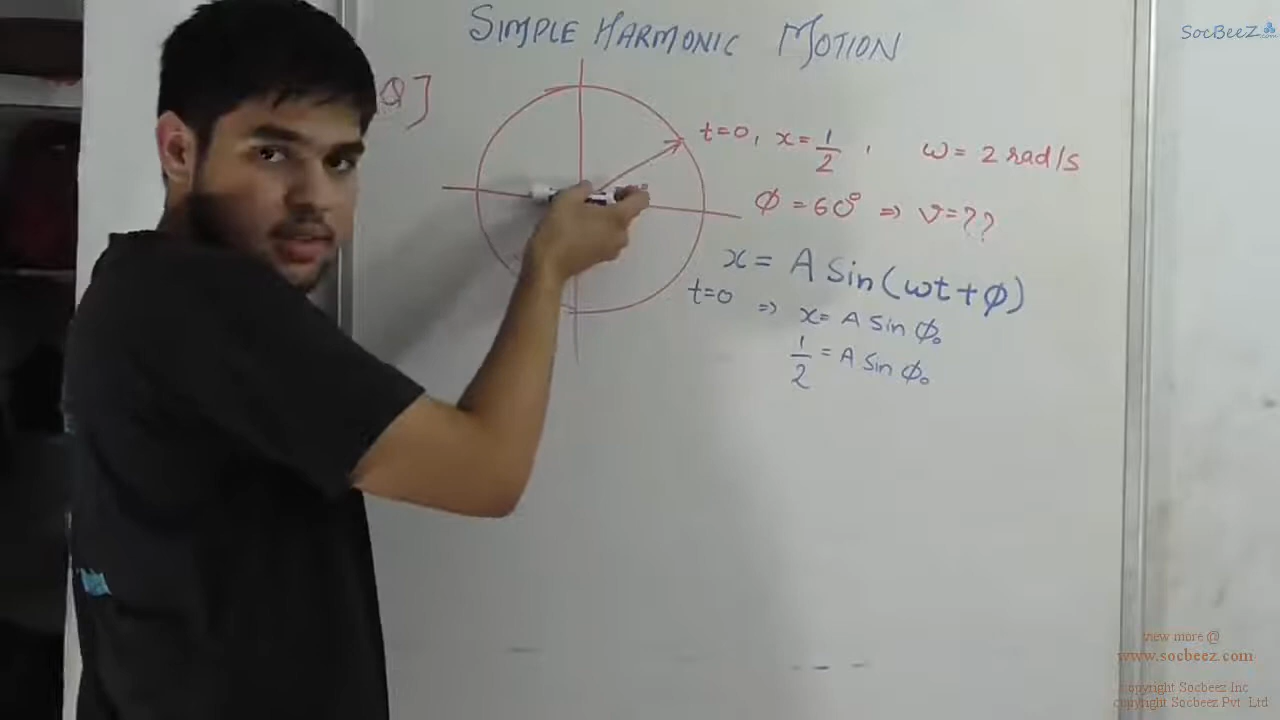 SIMPLE HARMONIC MOTION
SocBeeZ.com
Q]
t=0, x=1/2, ω = 2 rad/s
ϕ = 60° ⇒ v=??
x = A Sin(ωt+ϕ)
t=0 ⇒ x= A Sin ϕ₀
1/2 = A Sin ϕ₀
view more @
www.socbeez.com
copyright Socbeez Inc
copyright Socbeez Pvt. Ltd